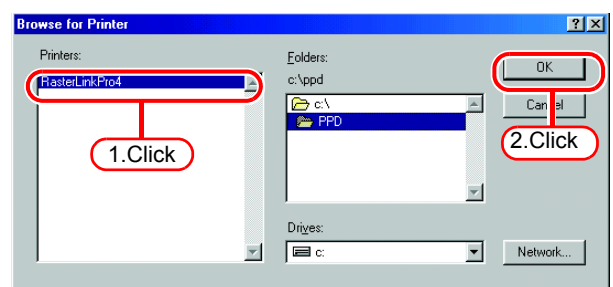 Browse for Printer
Printers:
RasterLinkPro4
1.Click
Folders:
c:\ppd
c:\
PPD
Drives:
c:
OK
Cancel
2.Click
Network...